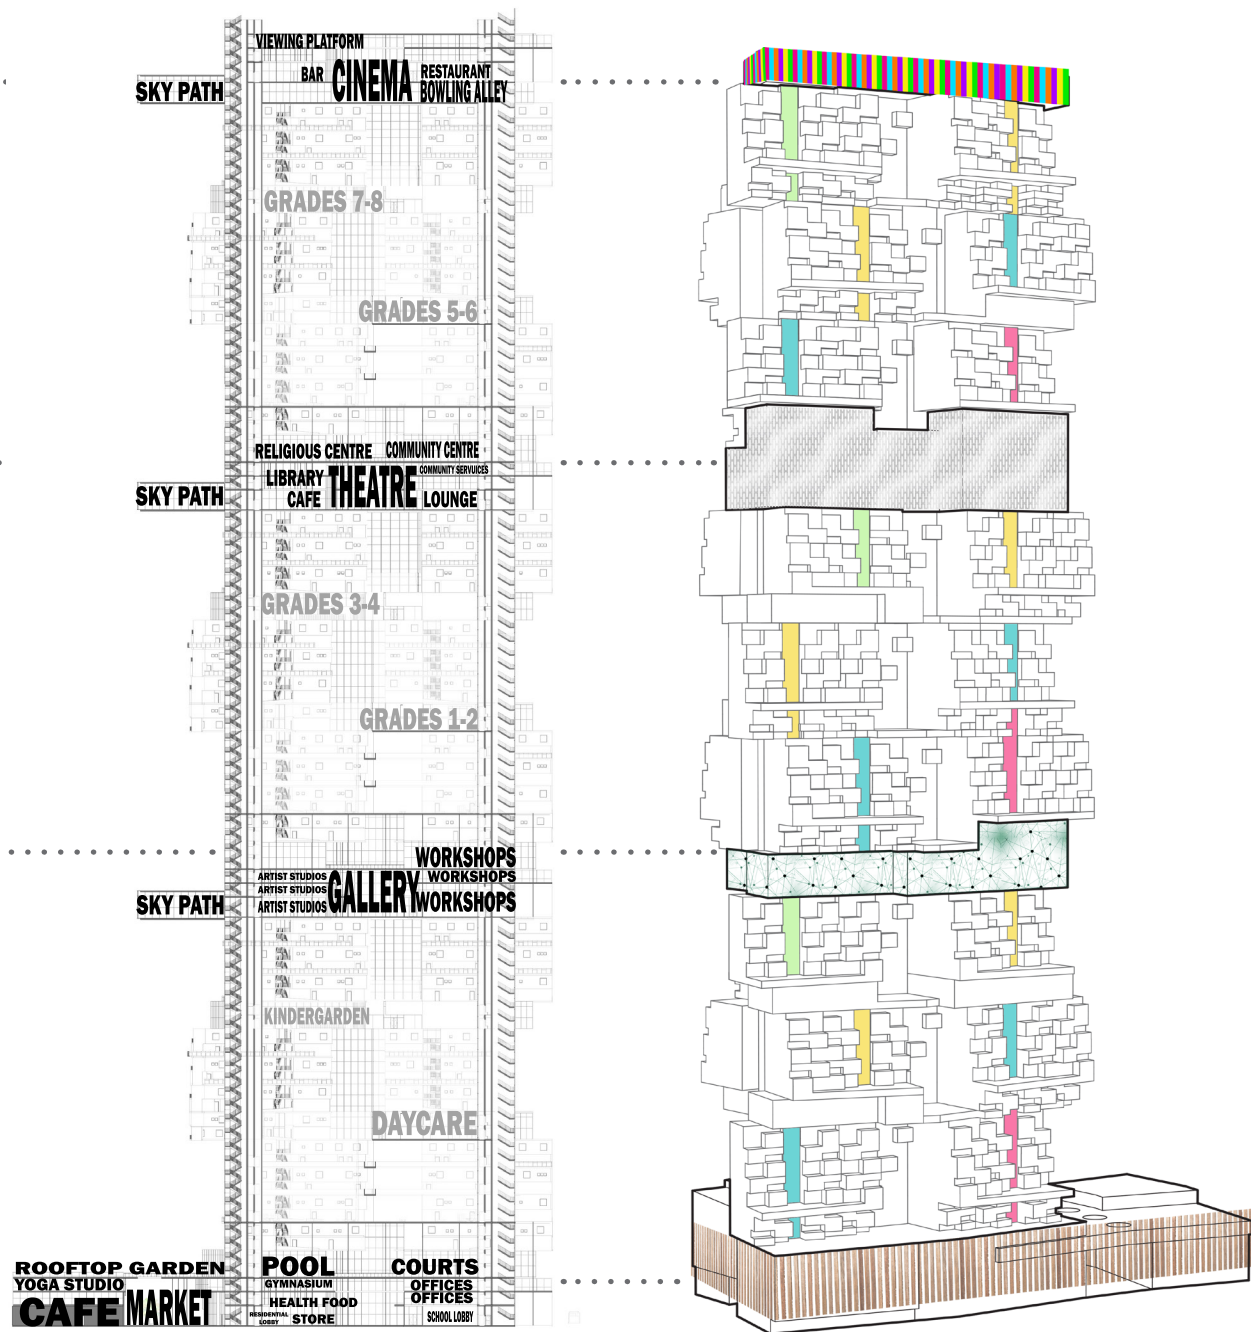 VIEWING PLATFORM
BAR CINEMA RESTAURANT
BOWLING ALLEY
SKY PATH
GRADES 7-8
GRADES 5-6
RELIGIOUS CENTRE COMMUNITY CENTRE
COMMUNITY SERVUICES
LIBRARY THEATRE
CAFE LOUNGE
SKY PATH
GRADES 3-4
GRADES 1-2
WORKSHOPS
ARTIST STUDIOS GALLERY WORKSHOPS
ARTIST STUDIOS
ARTIST STUDIOS WORKSHOPS
SKY PATH
KINDERGARDEN
DAYCARE
ROOFTOP GARDEN POOL COURTS
YOGA STUDIO GYMNASIUM OFFICES
OFFICES
CAFE MARKET HEALTH FOOD
STORE
RESIDENTIAL
LOBBY
SCHOOL LOBBY